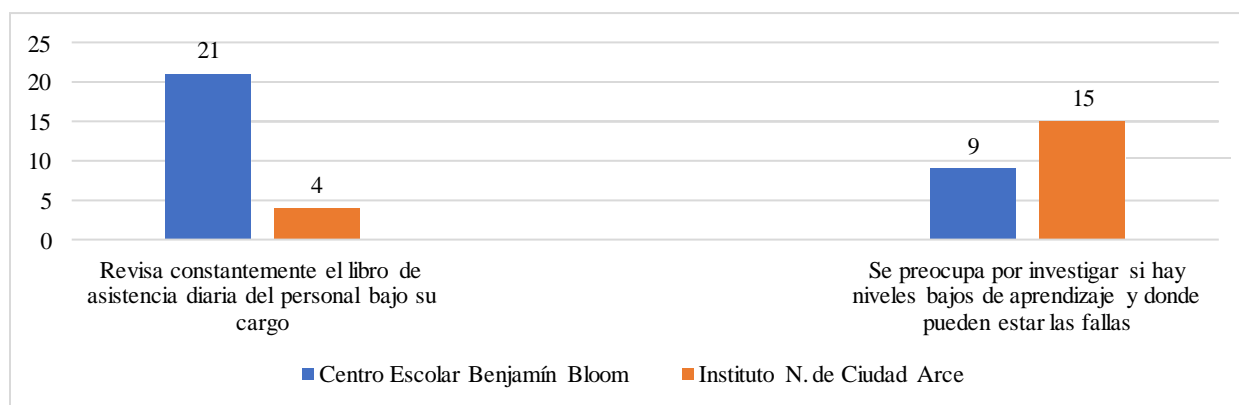 25
20
15
10
5
0
21
4
9
15
Revisa constantemente el libro de
asistencia diaria del personal bajo su
cargo
Se preocupa por investigar si hay
niveles bajos de aprendizaje y donde
pueden estar las fallas
Centro Escolar Benjamín Bloom
Instituto N. de Ciudad Arce